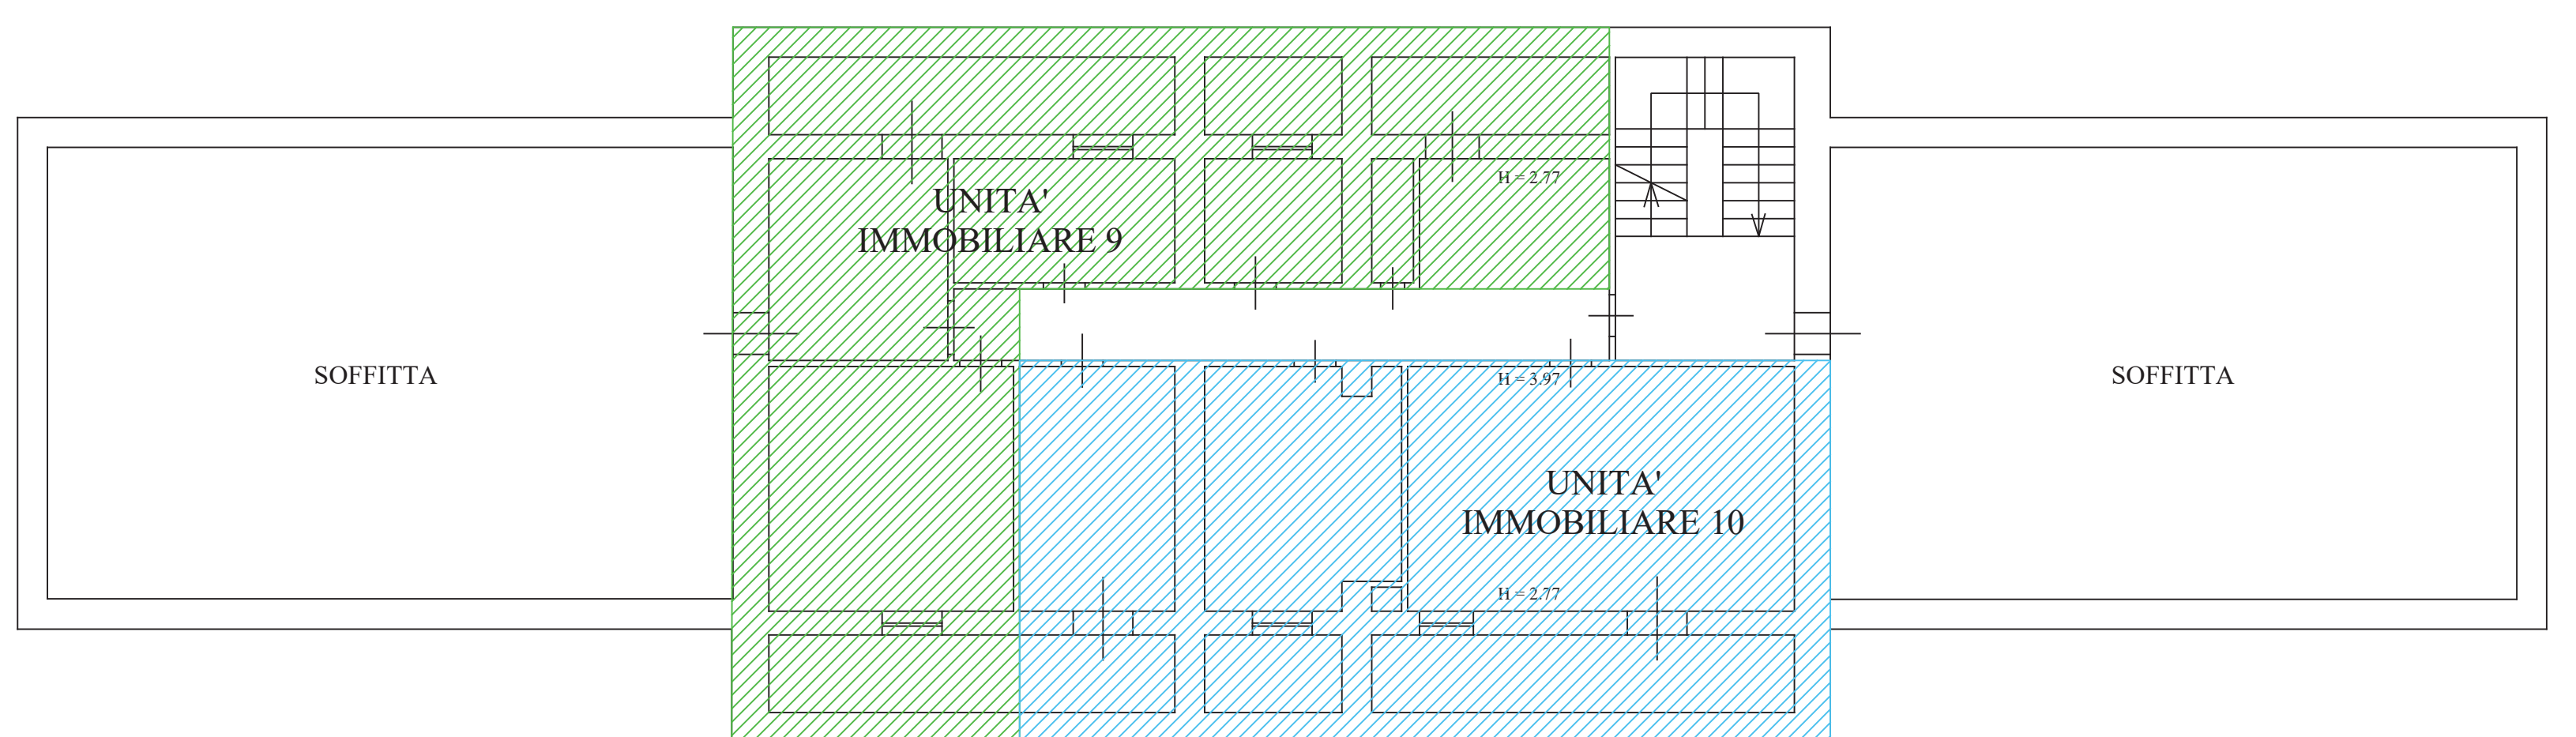 UNITA'
IMMOBILIARE 9
H = 2.77
SOFFITTA
H = 3.97
SOFFITTA
UNITA'
IMMOBILIARE 10
H = 2.77